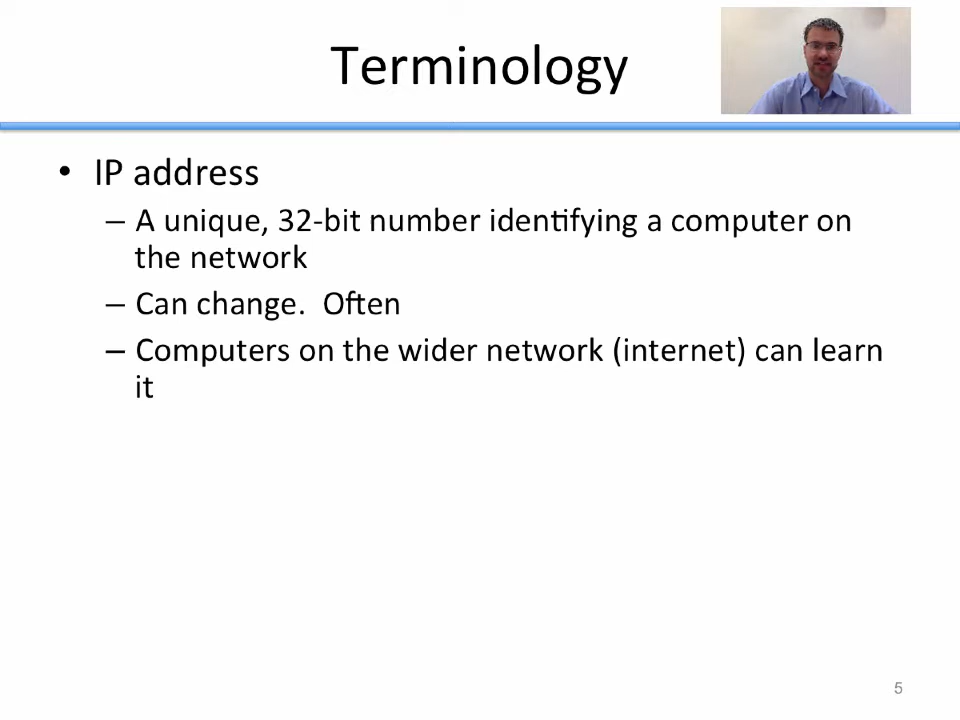 Terminology
• IP address
– A unique, 32-bit number identifying a computer on
the network
– Can change.  Often
– Computers on the wider network (internet) can learn
it
5